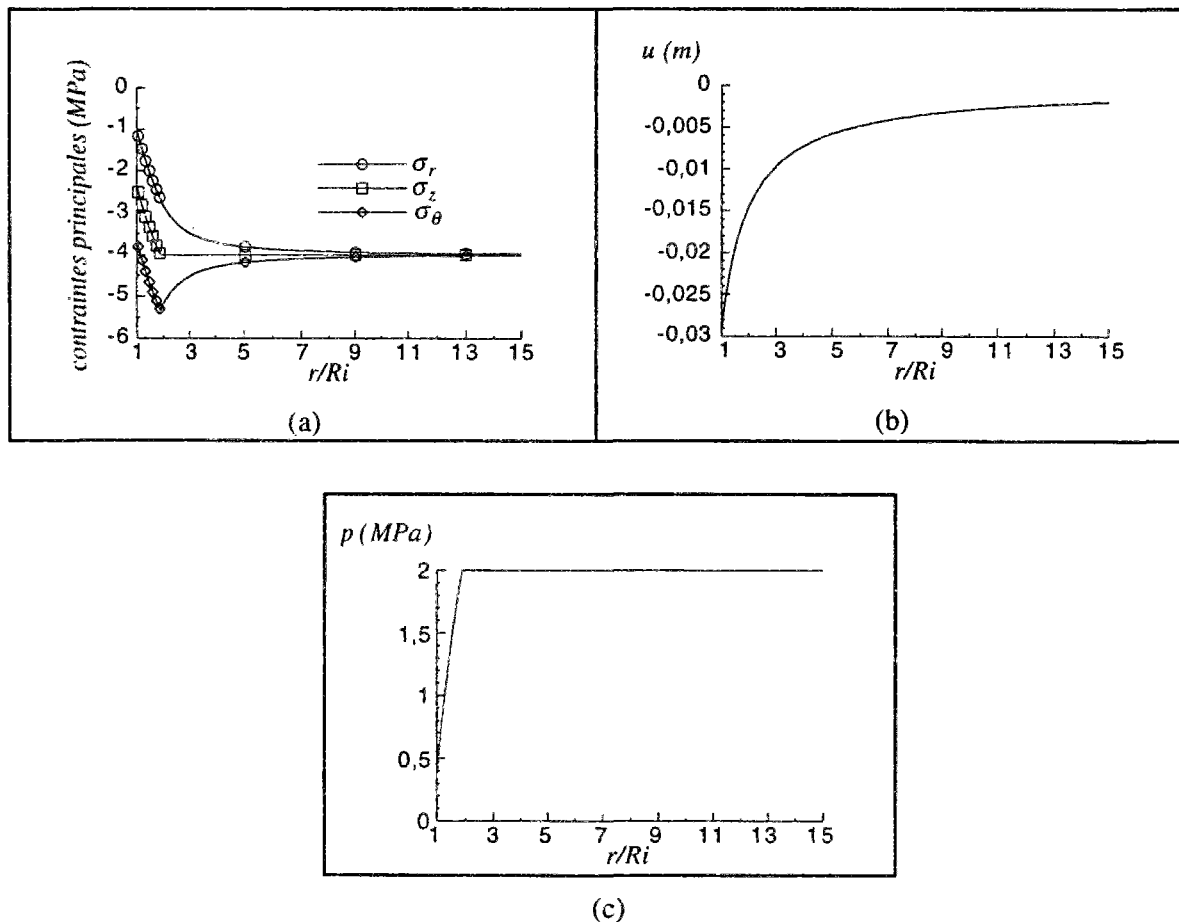 contraintes principales (MPa)
0
-1
-2
-3
-4
-5
-6
σr
σz
σθ
1 3 5 7 9 11 13 15
r/Ri
(a)
u (m)
0
-0,005
-0,01
-0,015
-0,02
-0,025
-0,03
1 3 5 7 9 11 13 15
r/Ri
(b)
p (MPa)
2
1,5
1
0,5
0
1 3 5 7 9 11 13 15
r/Ri
(c)